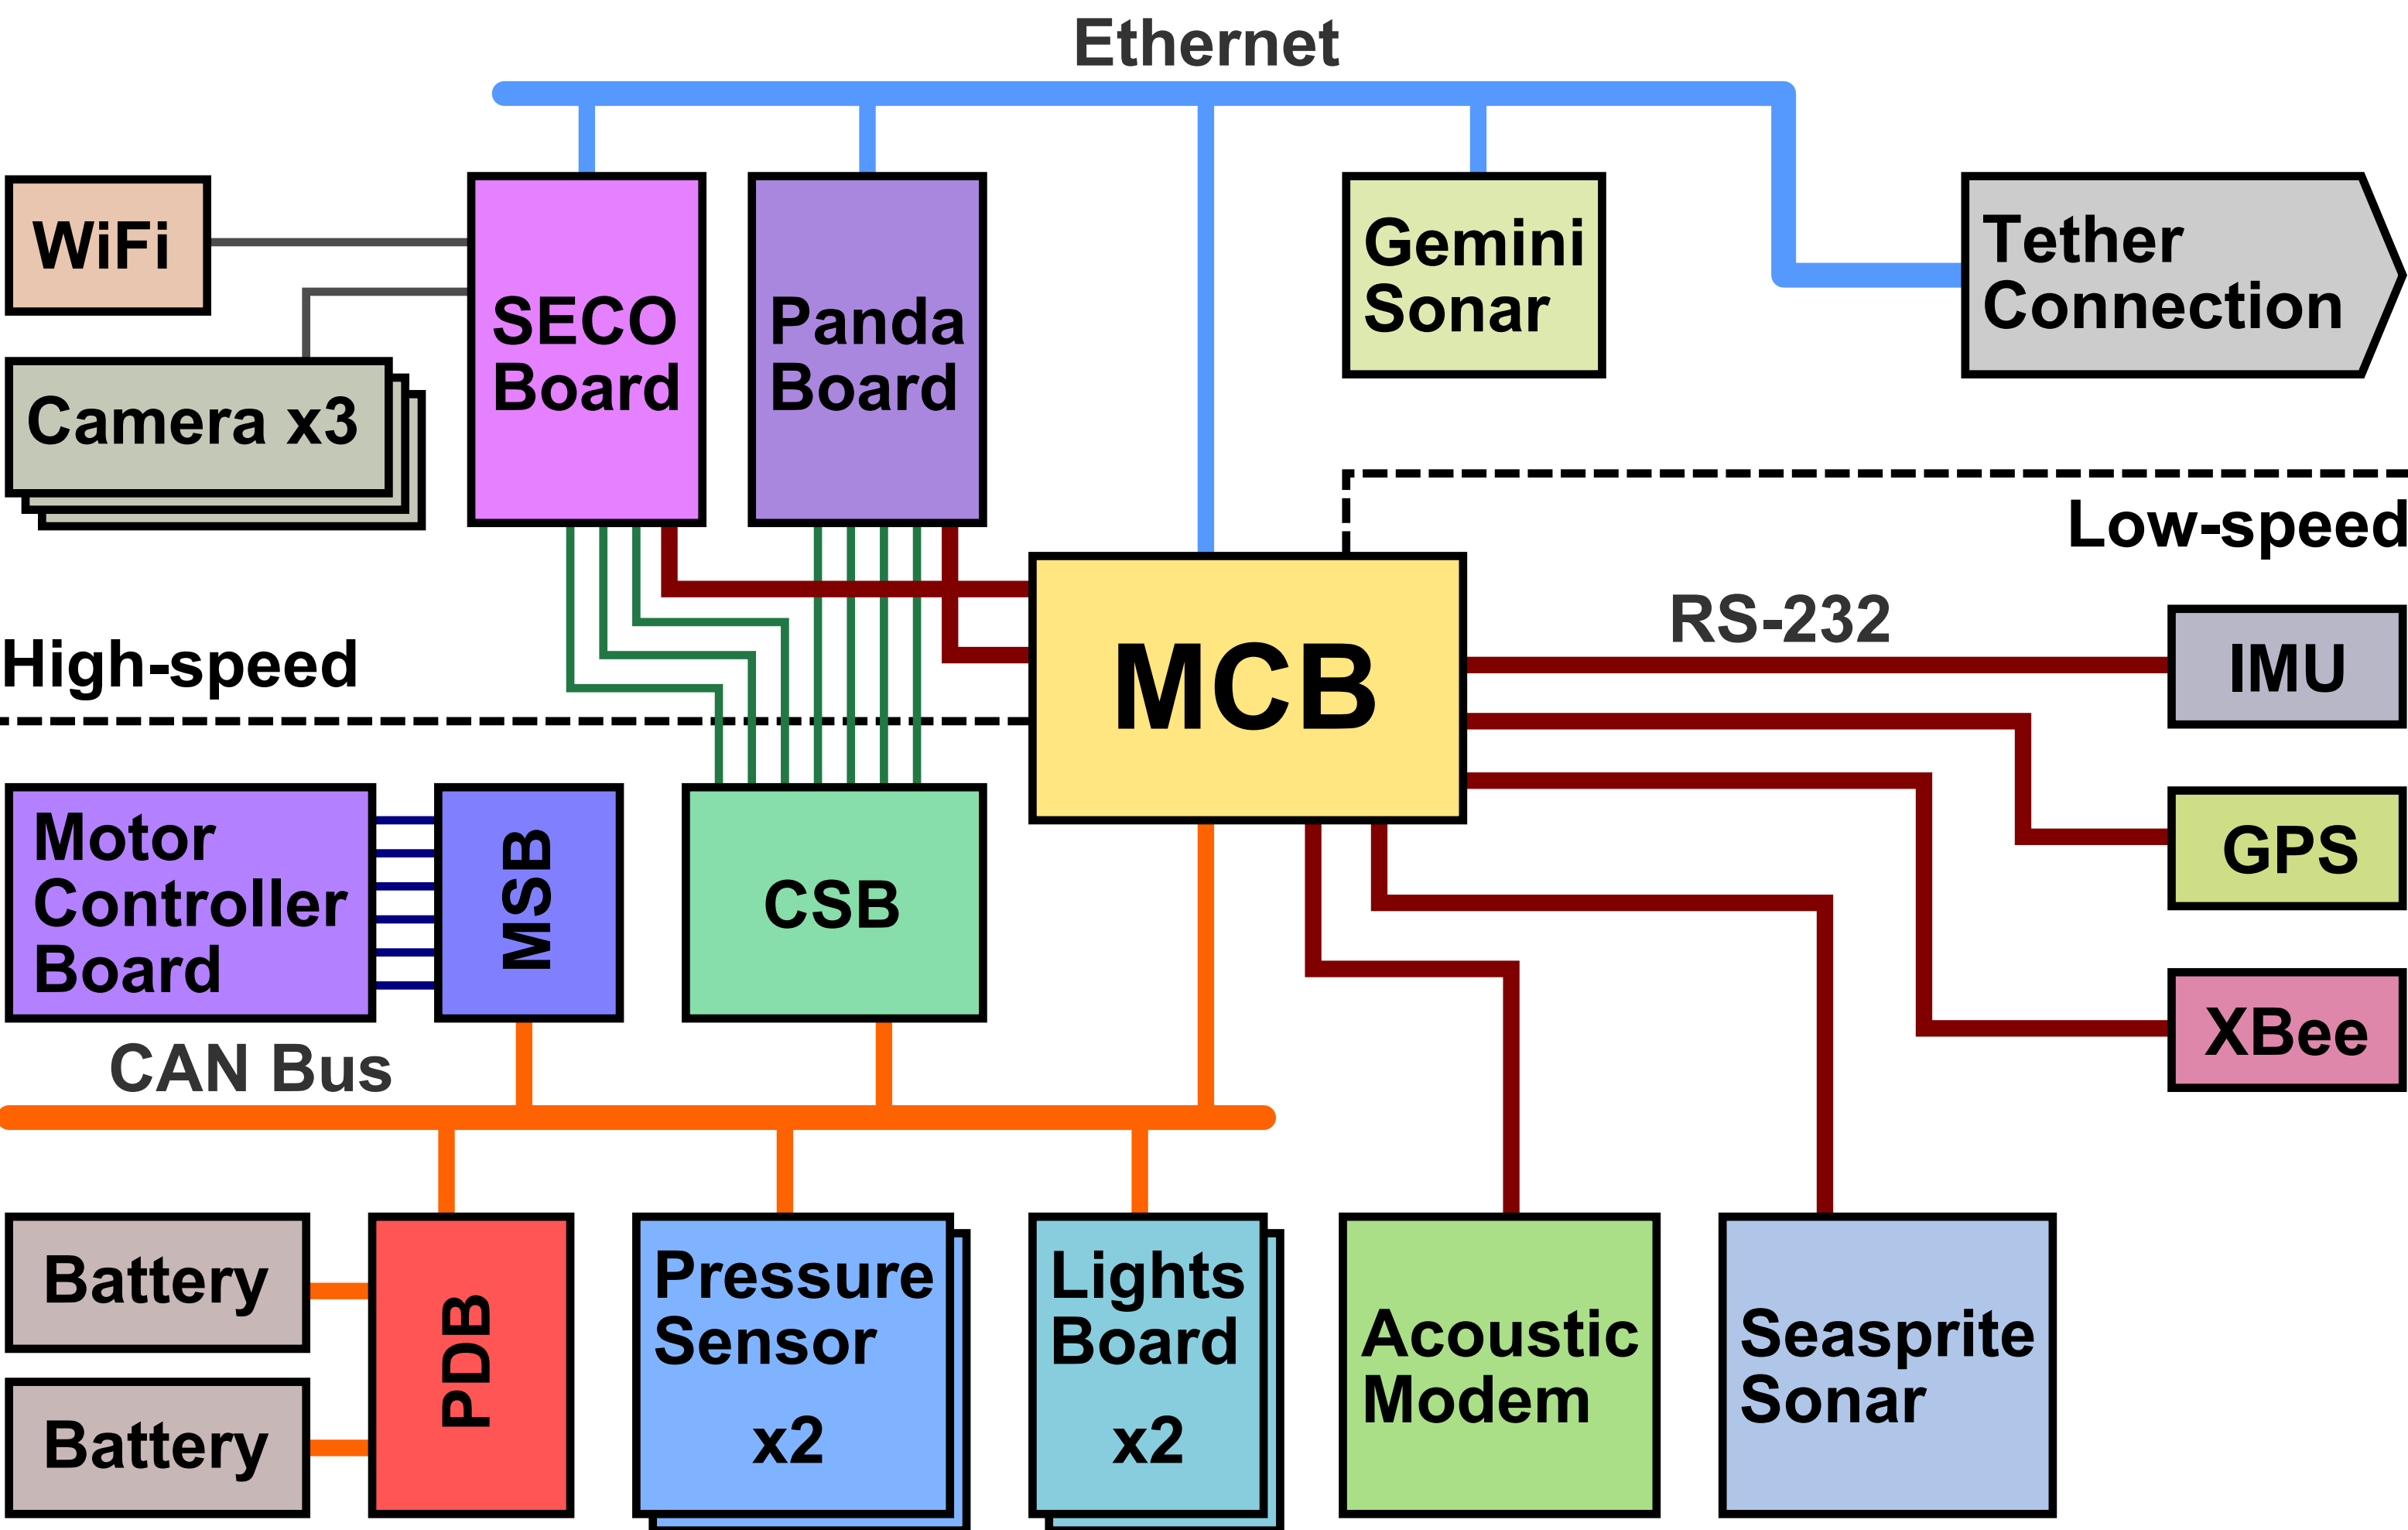 Ethernet
WiFi
SECO
Board
Panda
Board
Gemini
Sonar
Tether
Connection
Camera x3
Low-speed
High-speed
MCB
RS-232
IMU
GPS
XBee
Motor
Controller
Board
MSB
CSB
CAN Bus
Battery
Battery
PDB
Pressure
Sensor
x2
Lights
Board
x2
Acoustic
Modem
Seasprite
Sonar